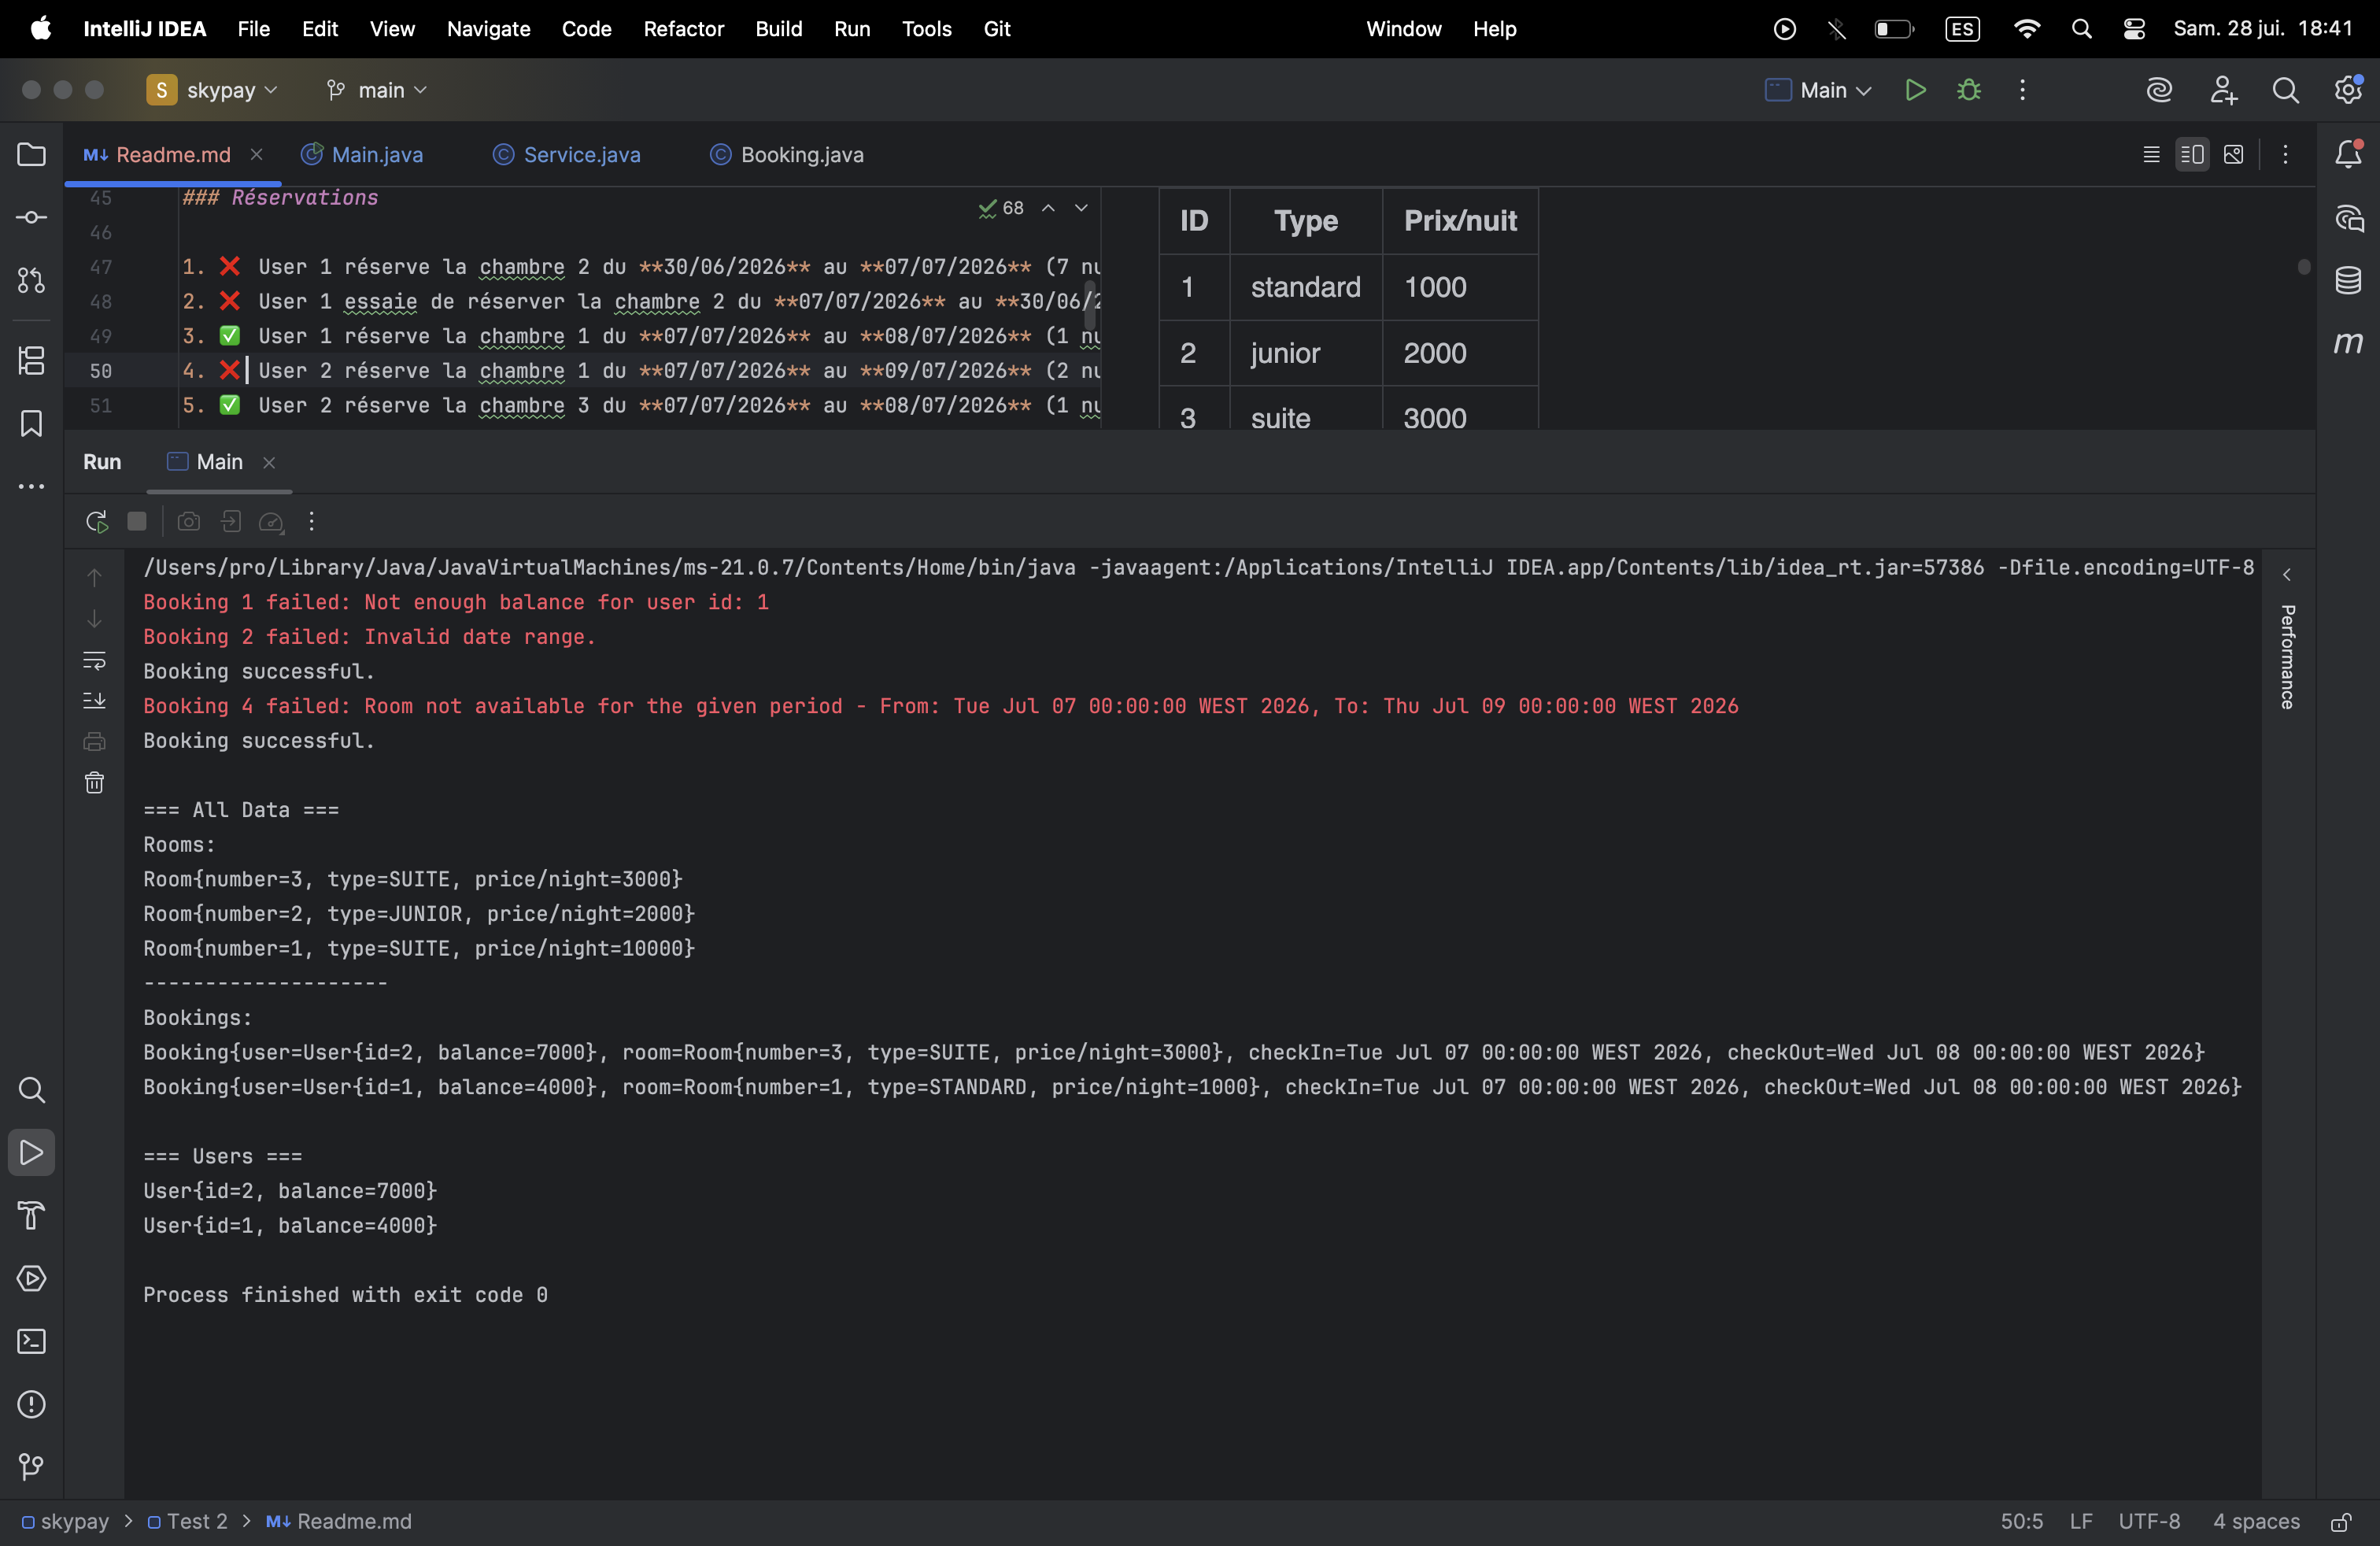 IntelliJ IDEA File Edit View Navigate Code Refactor Build Run Tools Git Window Help ES Sam. 28 jui. 18:41
S skypay main Main
M↓ Readme.md Main.java Service.java Booking.java
45 ### Réservations
68
46
47 1. ❌ User 1 réserve la chambre 2 du **30/06/2026** au **07/07/2026** (7 nu
48 2. ❌ User 1 essaie de réserver la chambre 2 du **07/07/2026** au **30/06/2
49 3. ✅ User 1 réserve la chambre 1 du **07/07/2026** au **08/07/2026** (1 nu
50 4. ❌ User 2 réserve la chambre 1 du **07/07/2026** au **09/07/2026** (2 nu
51 5. ✅ User 2 réserve la chambre 3 du **07/07/2026** au **08/07/2026** (1 nu
ID Type Prix/nuit
1 standard 1000
2 junior 2000
3 suite 3000
m
Run Main
/Users/pro/Library/Java/JavaVirtualMachines/ms-21.0.7/Contents/Home/bin/java -javaagent:/Applications/IntelliJ IDEA.app/Contents/lib/idea_rt.jar=57386 -Dfile.encoding=UTF-8
Booking 1 failed: Not enough balance for user id: 1
Booking 2 failed: Invalid date range.
Booking successful.
Booking 4 failed: Room not available for the given period - From: Tue Jul 07 00:00:00 WEST 2026, To: Thu Jul 09 00:00:00 WEST 2026
Booking successful.
Performance
=== All Data ===
Rooms:
Room{number=3, type=SUITE, price/night=3000}
Room{number=2, type=JUNIOR, price/night=2000}
Room{number=1, type=SUITE, price/night=10000}
--------------------
Bookings:
Booking{user=User{id=2, balance=7000}, room=Room{number=3, type=SUITE, price/night=3000}, checkIn=Tue Jul 07 00:00:00 WEST 2026, checkOut=Wed Jul 08 00:00:00 WEST 2026}
Booking{user=User{id=1, balance=4000}, room=Room{number=1, type=STANDARD, price/night=1000}, checkIn=Tue Jul 07 00:00:00 WEST 2026, checkOut=Wed Jul 08 00:00:00 WEST 2026}
=== Users ===
User{id=2, balance=7000}
User{id=1, balance=4000}
Process finished with exit code 0
skypay > Test 2 > M↓ Readme.md 50:5 LF UTF-8 4 spaces